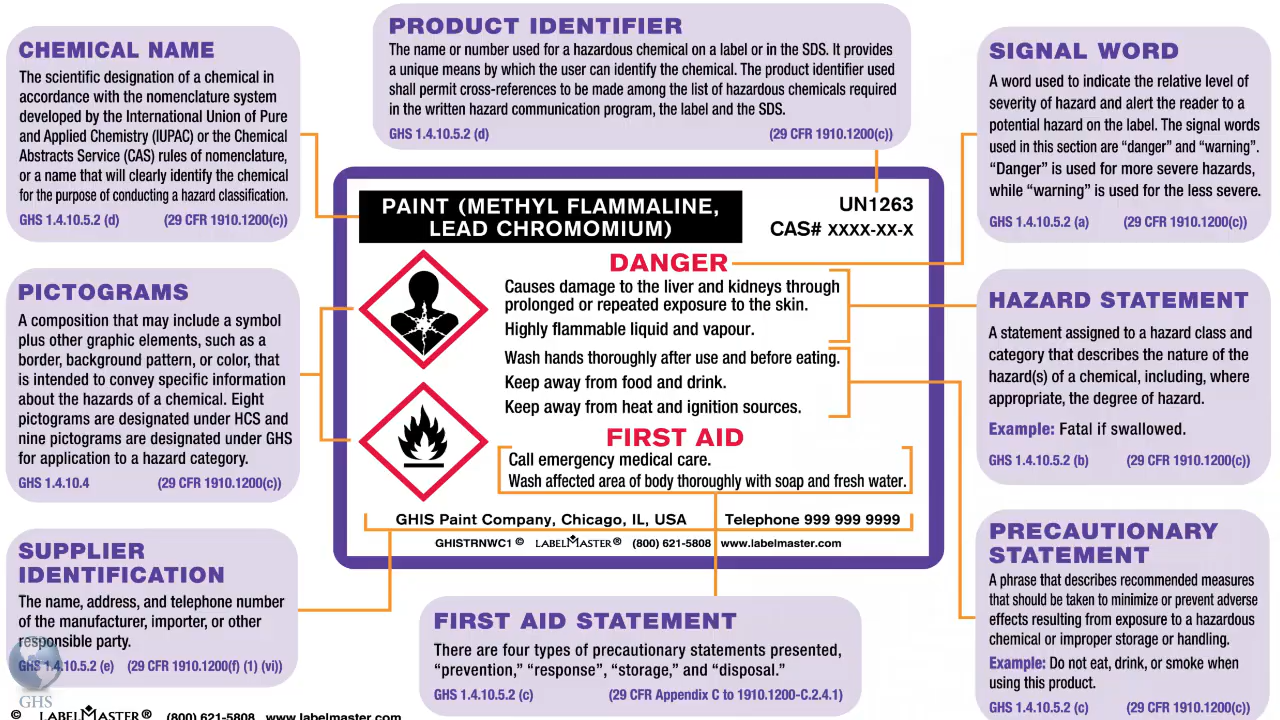 CHEMICAL NAME
The scientific designation of a chemical in
accordance with the nomenclature system
developed by the International Union of Pure
and Applied Chemistry (IUPAC) or the Chemical
Abstracts Service (CAS) rules of nomenclature,
or a name that will clearly identify the chemical
for the purpose of conducting a hazard classification.
GHS 1.4.10.5.2 (d) (29 CFR 1910.1200(c))
PRODUCT IDENTIFIER
The name or number used for a hazardous chemical on a label or in the SDS. It provides
a unique means by which the user can identify the chemical. The product identifier used
shall permit cross-references to be made among the list of hazardous chemicals required
in the written hazard communication program, the label and the SDS.
GHS 1.4.10.5.2 (d) (29 CFR 1910.1200(c))
SIGNAL WORD
A word used to indicate the relative level of
severity of hazard and alert the reader to a
potential hazard on the label. The signal words
used in this section are “danger” and “warning”.
“Danger” is used for more severe hazards,
while “warning” is used for the less severe.
GHS 1.4.10.5.2 (a) (29 CFR 1910.1200(c))
PICTOGRAMS
A composition that may include a symbol
plus other graphic elements, such as a
border, background pattern, or color, that
is intended to convey specific information
about the hazards of a chemical. Eight
pictograms are designated under HCS and
nine pictograms are designated under GHS
for application to a hazard category.
GHS 1.4.10.4 (29 CFR 1910.1200(c))
PAINT (METHYL FLAMMALINE,
LEAD CHROMOMIUM)
UN1263
CAS# XXXX-XX-X
DANGER
Causes damage to the liver and kidneys through
prolonged or repeated exposure to the skin.
Highly flammable liquid and vapour.
Wash hands thoroughly after use and before eating.
Keep away from food and drink.
Keep away from heat and ignition sources.
FIRST AID
Call emergency medical care.
Wash affected area of body thoroughly with soap and fresh water.
GHIS Paint Company, Chicago, IL, USA Telephone 999 999 9999
GHISTRNWC1 © LABELMASTER® (800) 621-5808 www.labelmaster.com
HAZARD STATEMENT
A statement assigned to a hazard class and
category that describes the nature of the
hazard(s) of a chemical, including, where
appropriate, the degree of hazard.
Example: Fatal if swallowed.
GHS 1.4.10.5.2 (b) (29 CFR 1910.1200(c))
SUPPLIER
IDENTIFICATION
The name, address, and telephone number
of the manufacturer, importer, or other
responsible party.
GHS 1.4.10.5.2 (e) (29 CFR 1910.1200(f) (1) (vi))
FIRST AID STATEMENT
There are four types of precautionary statements presented,
“prevention,” “response”, “storage,” and “disposal.”
GHS 1.4.10.5.2 (c) (29 CFR Appendix C to 1910.1200-C.2.4.1)
PRECAUTIONARY
STATEMENT
A phrase that describes recommended measures
that should be taken to minimize or prevent adverse
effects resulting from exposure to a hazardous
chemical or improper storage or handling.
Example: Do not eat, drink, or smoke when
using this product.
GHS 1.4.10.5.2 (c) (29 CFR 1910.1200(c))
GHS
© LABELMASTER® (800) 621-5808 www.labelmaster.com